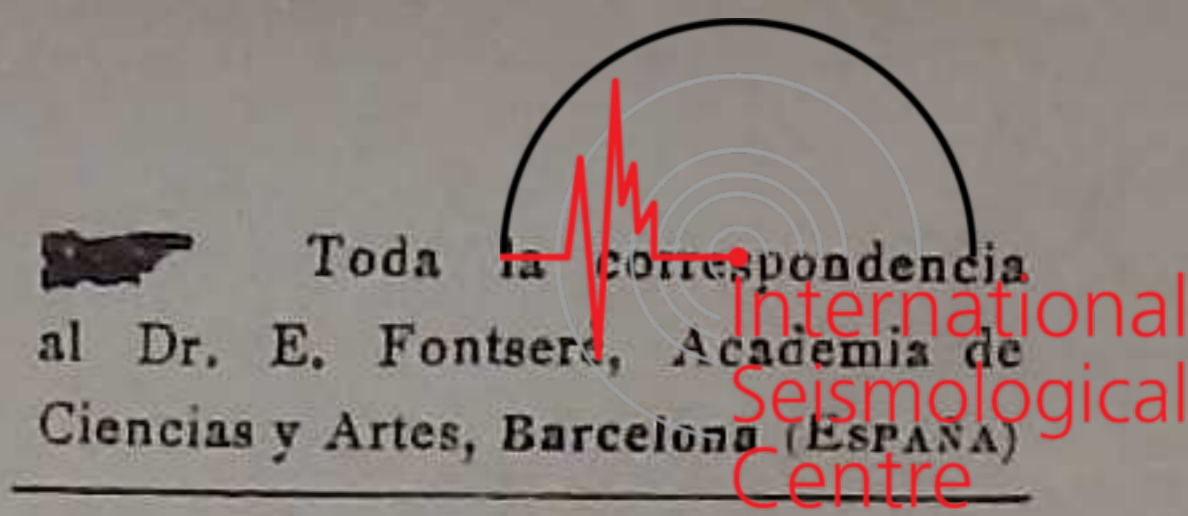 Toda la correspondencia
al Dr. E. Fontseré, Academia de
Ciencias y Artes, Barcelona (ESPAÑA)
International
Seismological
Centre